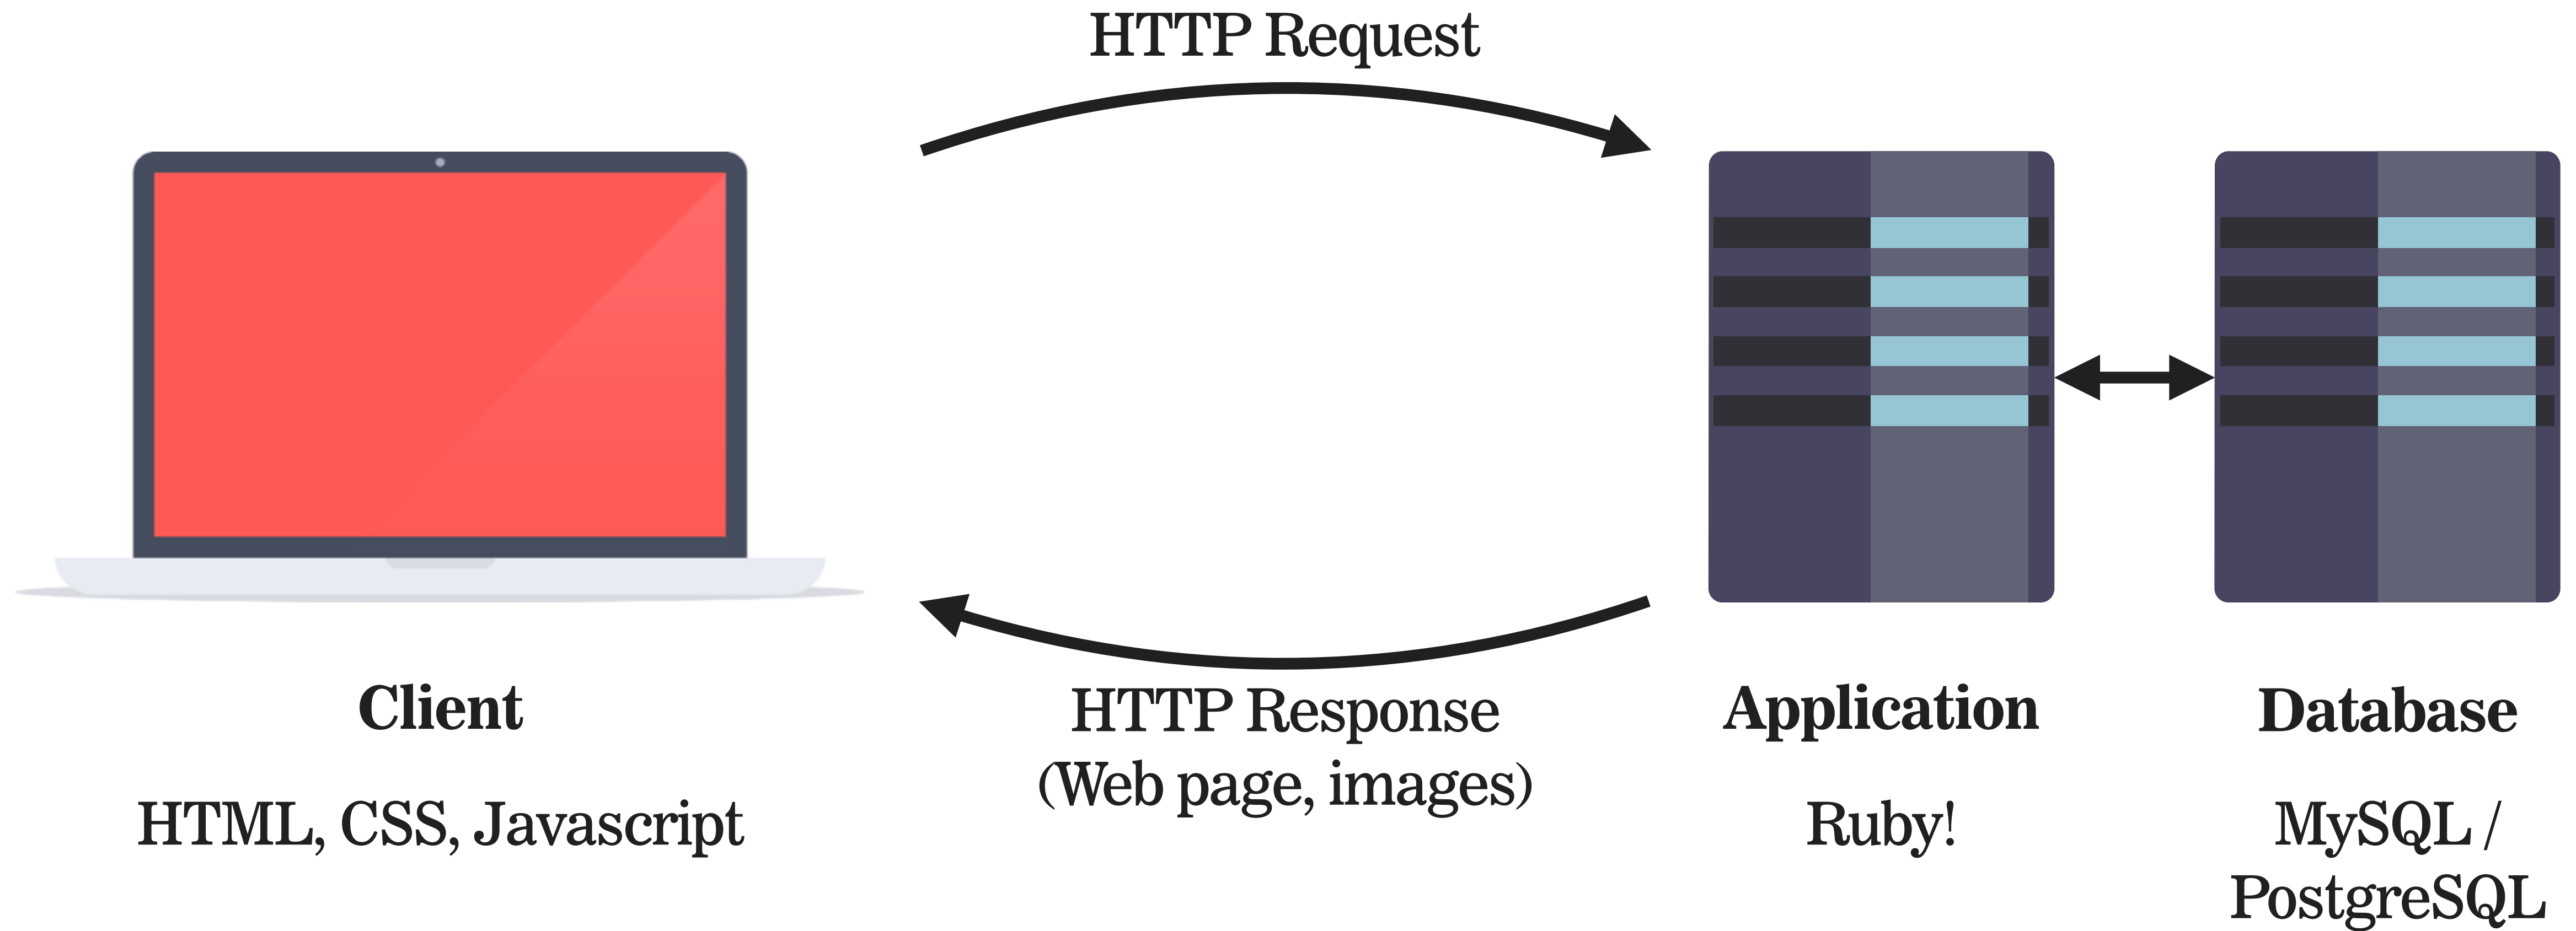 HTTP Request
Client
HTML, CSS, Javascript
HTTP Response
(Web page, images)
Application
Ruby!
Database
MySQL /
PostgreSQL